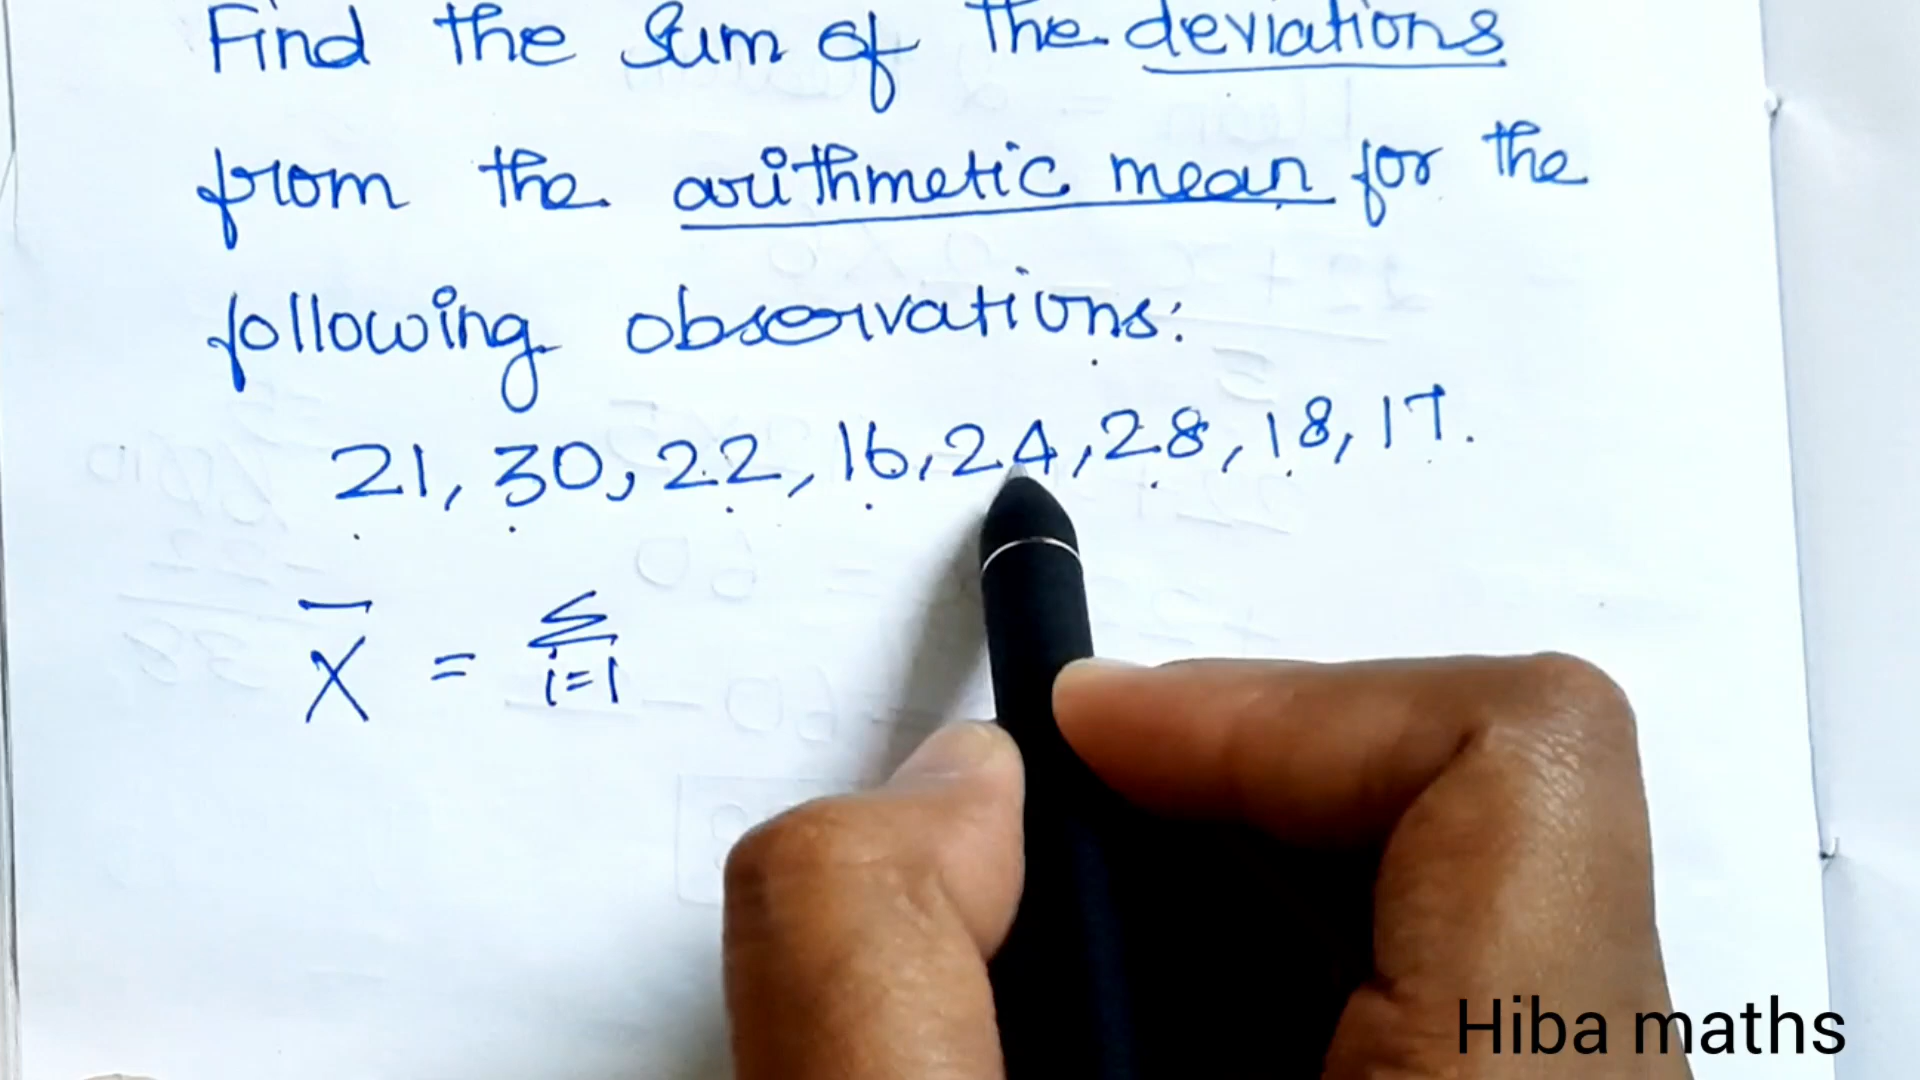 Find the Sum of the deviations
from the arithmetic mean for the
following observations:
21, 30, 22, 16, 24, 28, 18, 17.
X̅ = Σ i=1
Hiba maths